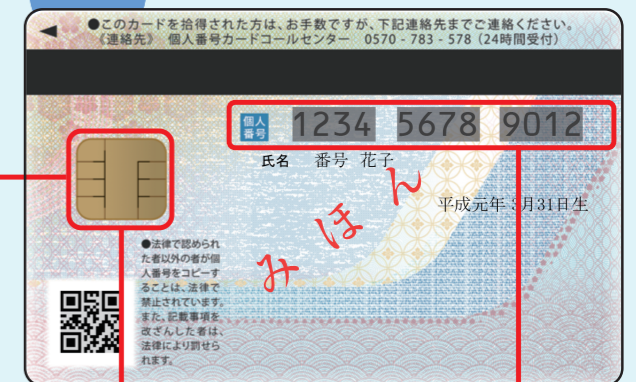 ●このカードを拾得された方は、お手数ですが、下記連絡先までご連絡ください。
《連絡先》 個人番号カードコールセンター 0570-783-578（24時間受付）
個人番号 1234 5678 9012
氏名 番号 花子
平成元年3月31日生
みほん
●法律で認められ
た者以外の者が個
人番号をコピーす
ることは、法律で
禁止されています。
また、記載事項を
改ざんした者は、
法律により罰せら
れます。